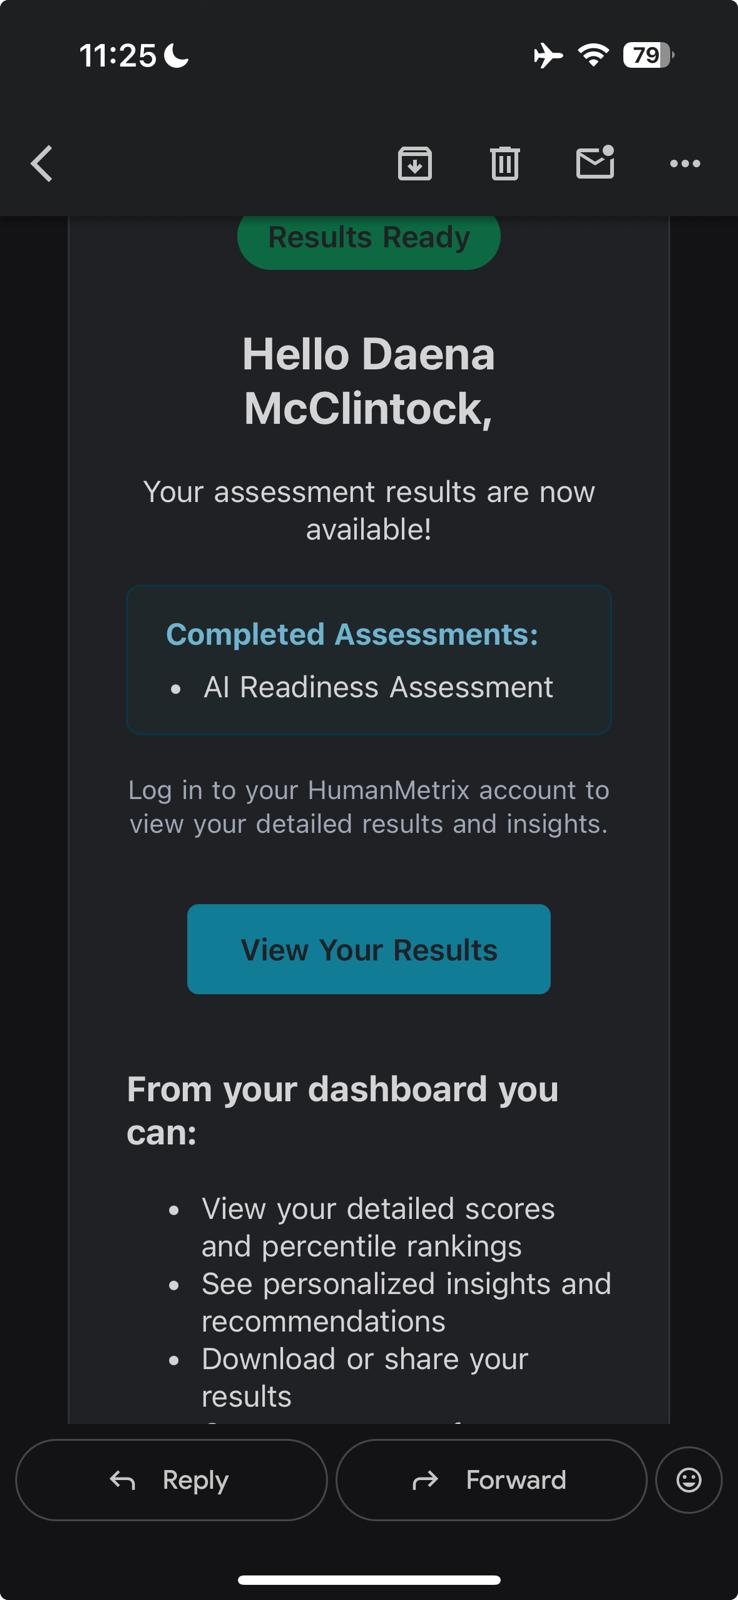 11:25
79
Results Ready
Hello Daena
McClintock,
Your assessment results are now
available!
Completed Assessments:
• AI Readiness Assessment
Log in to your HumanMetrix account to
view your detailed results and insights.
View Your Results
From your dashboard you
can:
• View your detailed scores
and percentile rankings
• See personalized insights and
recommendations
• Download or share your
results
Reply
Forward